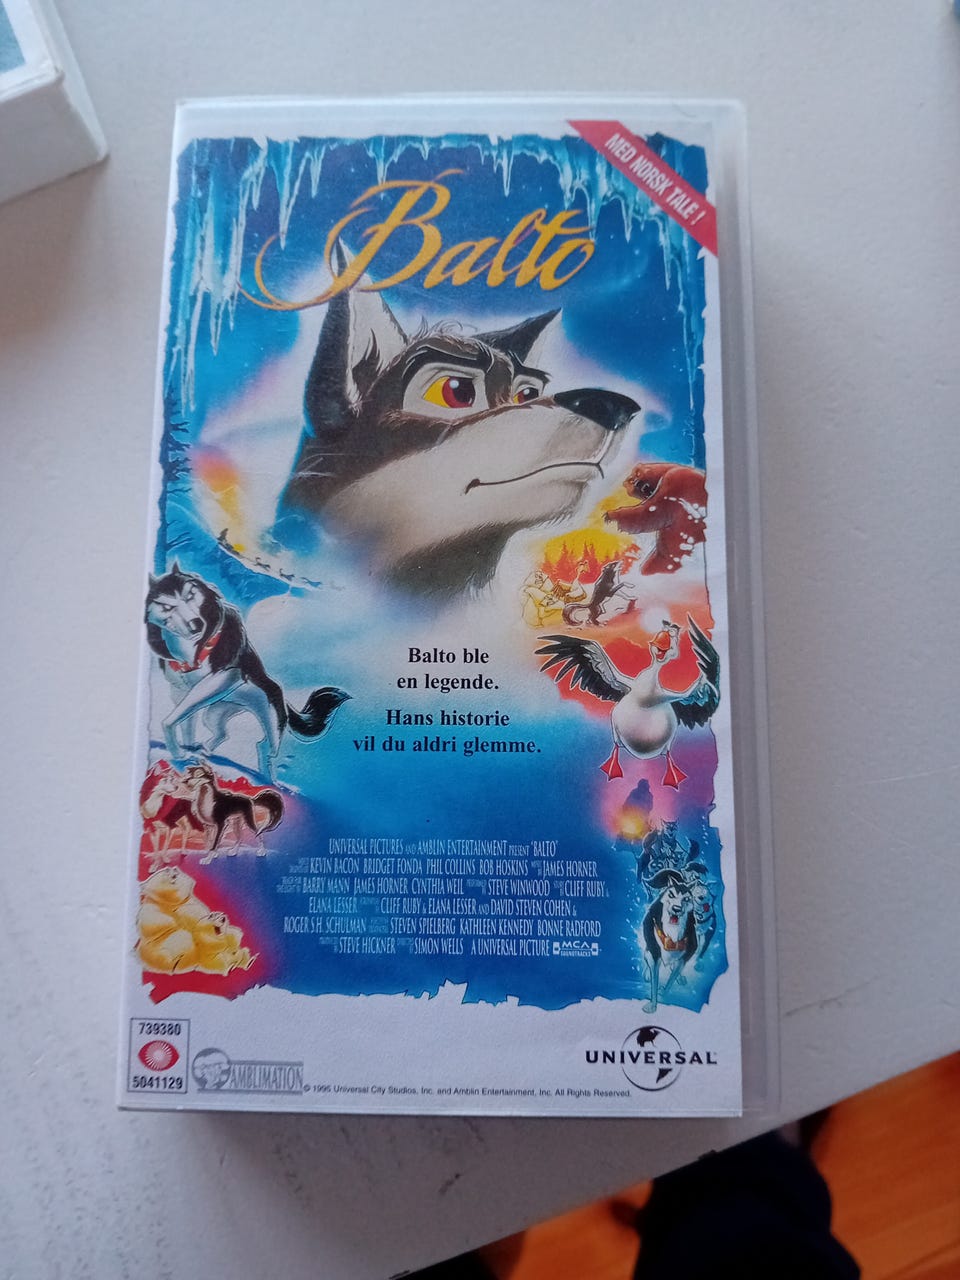 MED NORSK TALE!
Balto
Balto ble
en legende.
Hans historie
vil du aldri glemme.
UNIVERSAL PICTURES AND AMBLIN ENTERTAINMENT PRESENT "BALTO"
KEVIN BACON BRIDGET FONDA PHIL COLLINS BOB HOSKINS JAMES HORNER
BARRY MANN JAMES HORNER CYNTHIA WEIL STEVE WINWOOD CLIFF RUBY &
ELANA LESSER CLIFF RUBY & ELANA LESSER AND DAVID STEVEN COHEN &
ROGER S.H. SCHULMAN STEVEN SPIELBERG KATHLEEN KENNEDY BONNE RADFORD
STEVE HICKNER SIMON WELLS A UNIVERSAL PICTURE MCA SOUNDTRACKS
739380
5041129
AMBLIMATION
© 1995 Universal City Studios, Inc. and Amblin Entertainment, Inc. All Rights Reserved.
UNIVERSAL